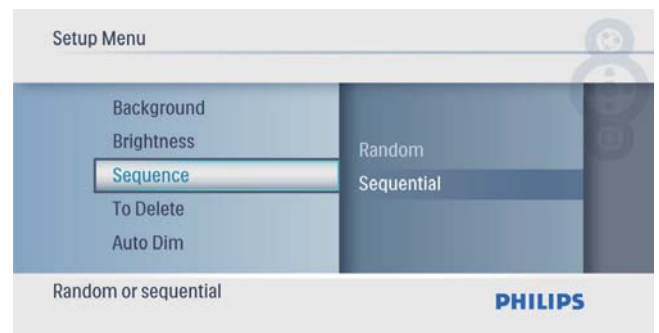 Setup Menu
Background
Brightness
Sequence
To Delete
Auto Dim
Random
Sequential
Random or sequential
PHILIPS